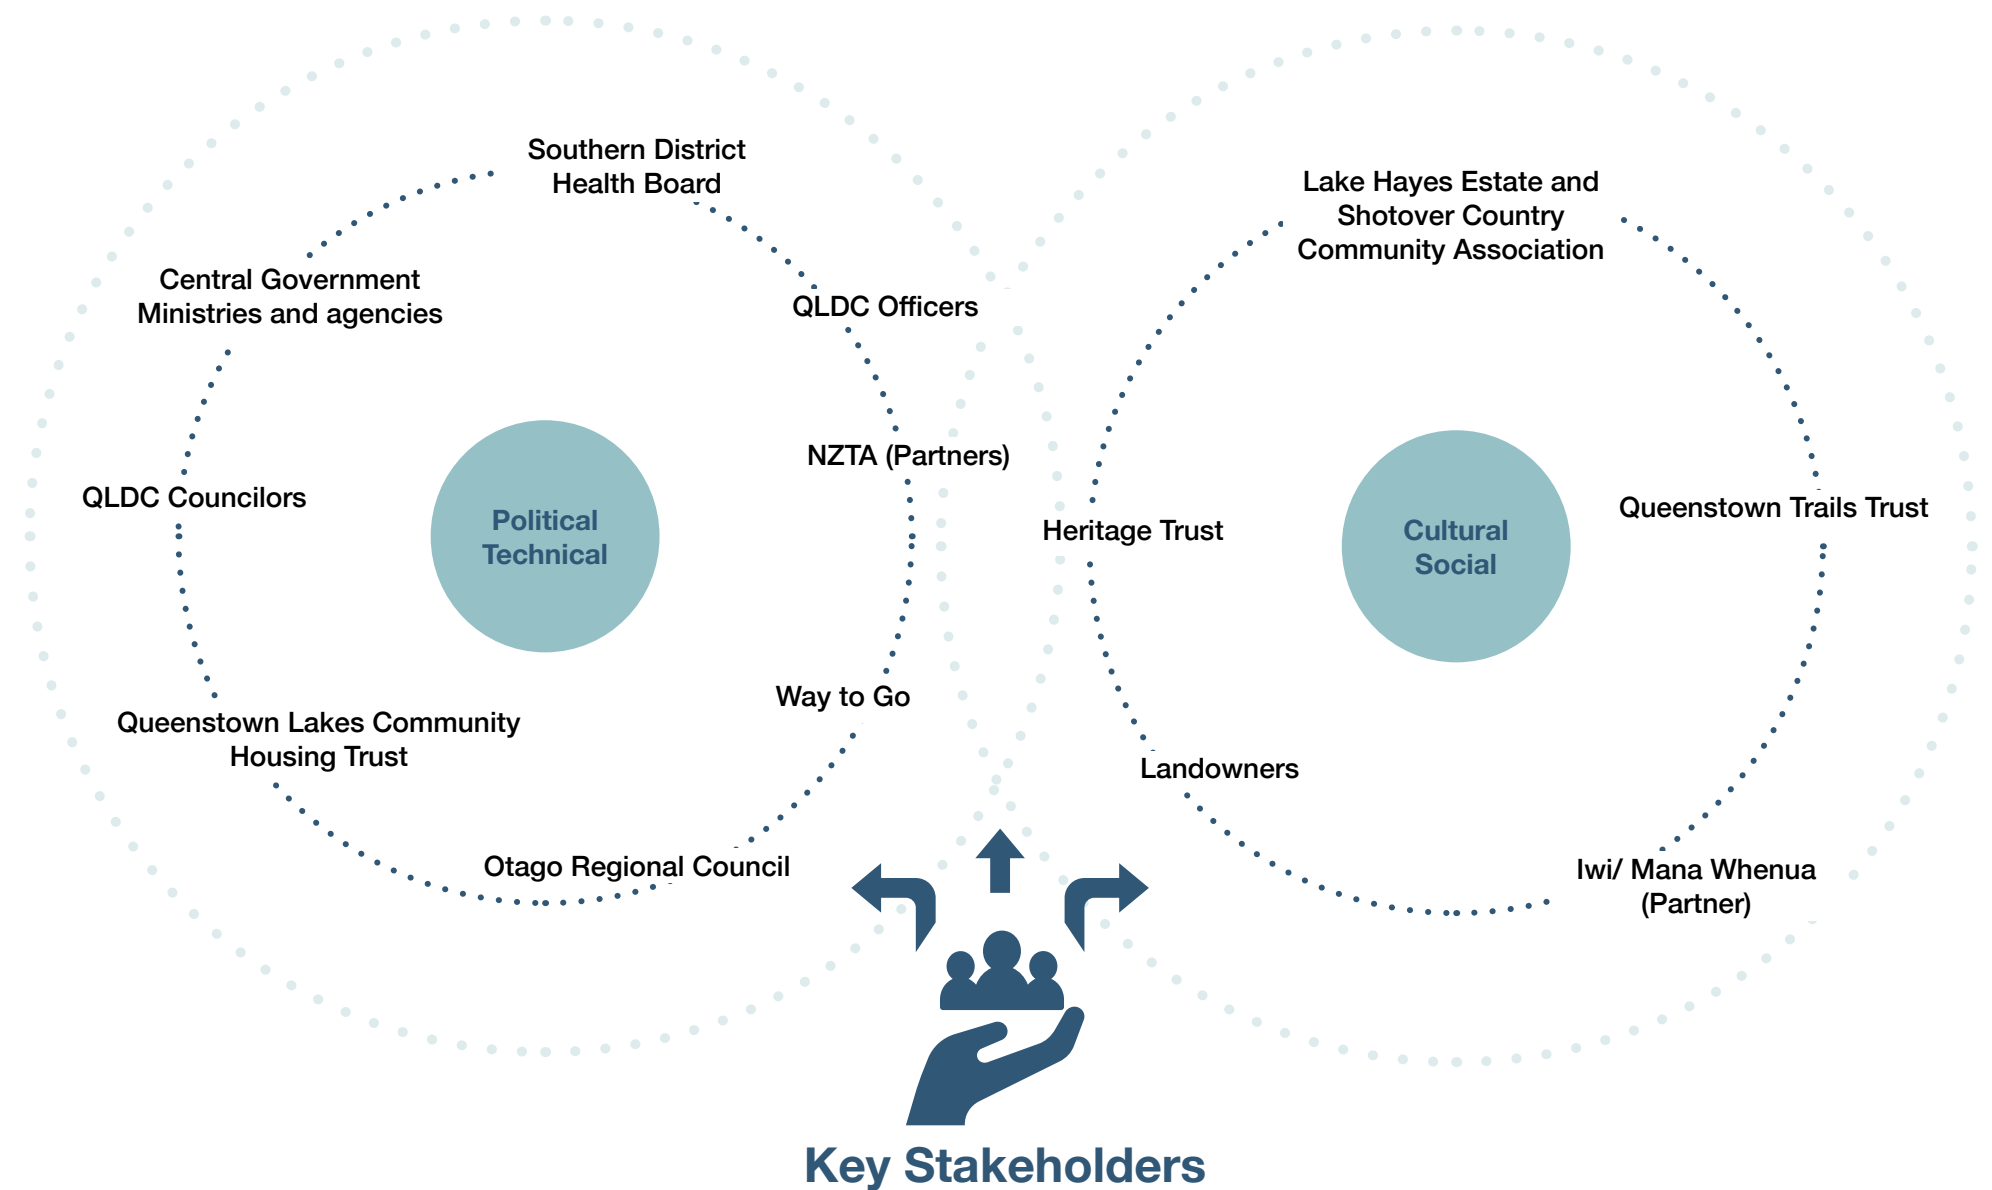 Southern District
Health Board
Central Government
Ministries and agencies
QLDC Officers
NZTA (Partners)
QLDC Councilors
Political
Technical
Way to Go
Queenstown Lakes Community
Housing Trust
Otago Regional Council
Lake Hayes Estate and
Shotover Country
Community Association
Queenstown Trails Trust
Heritage Trust
Cultural
Social
Landowners
Iwi/ Mana Whenua
(Partner)
Key Stakeholders